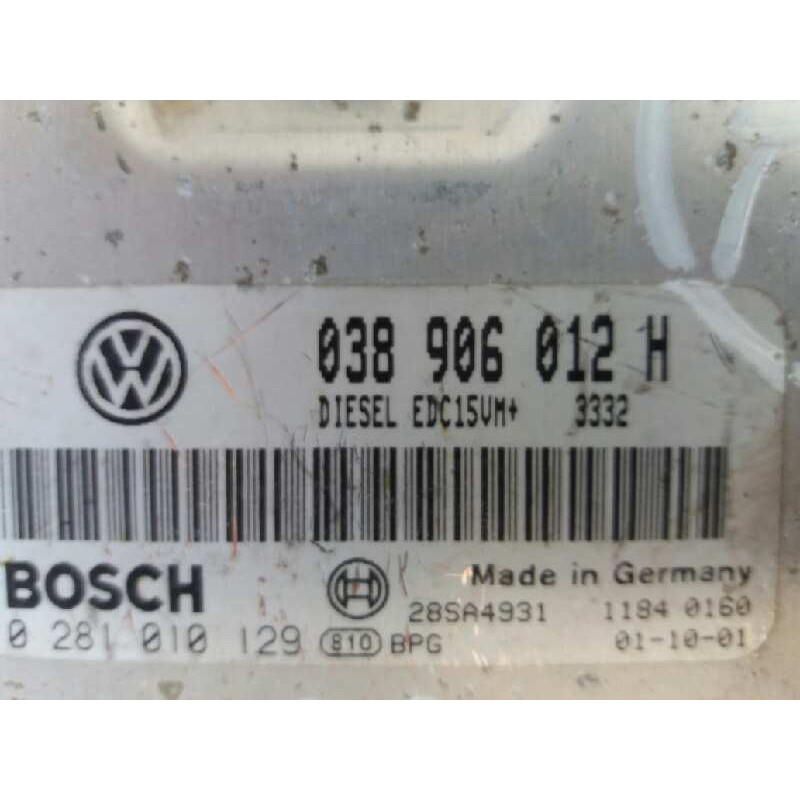 038 906 012 H
DIESEL EDC15VM+ 3332
BOSCH
Made in Germany
28SA4931 1184 0160
0 281 010 129 810 BPG 01-10-01